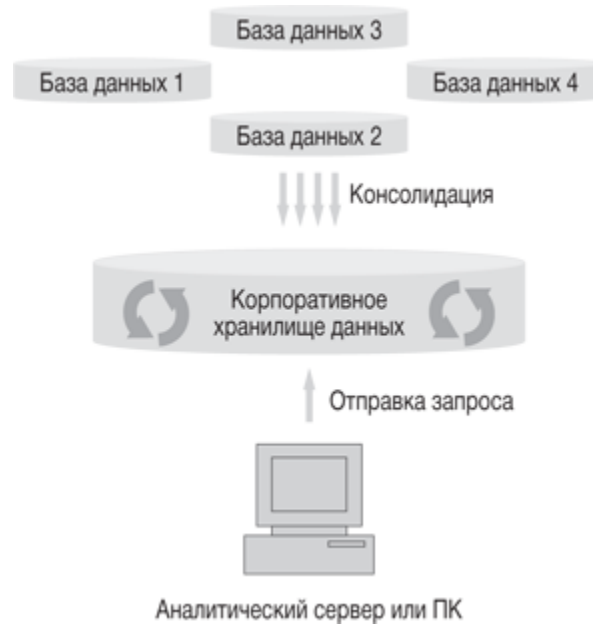 База данных 3
База данных 1
База данных 4
База данных 2
Консолидация
Корпоративное
хранилище данных
Отправка запроса
Аналитический сервер или ПК